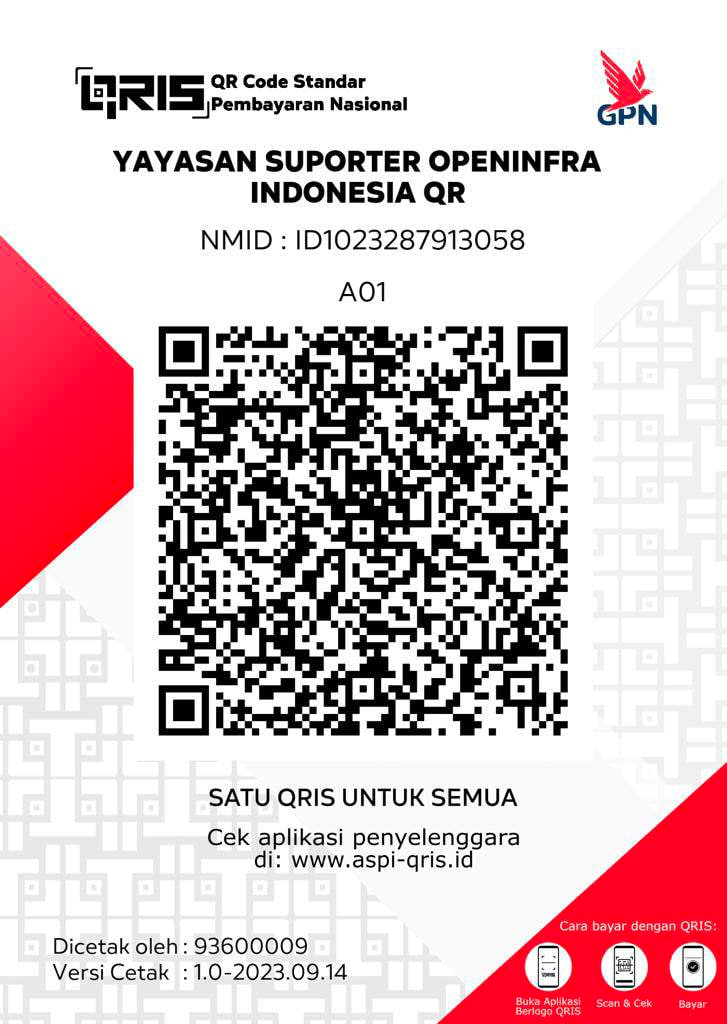 QRIS
QR Code Standar
Pembayaran Nasional
GPN
YAYASAN SUPORTER OPENINFRA
INDONESIA QR
NMID : ID1023287913058
A01
SATU QRIS UNTUK SEMUA
Cek aplikasi penyelenggara
di: www.aspi-qris.id
Dicetak oleh : 93600009
Versi Cetak : 1.0-2023.09.14
Cara bayar dengan QRIS:
Buka Aplikasi
Berlogo QRIS
Scan & Cek
Bayar